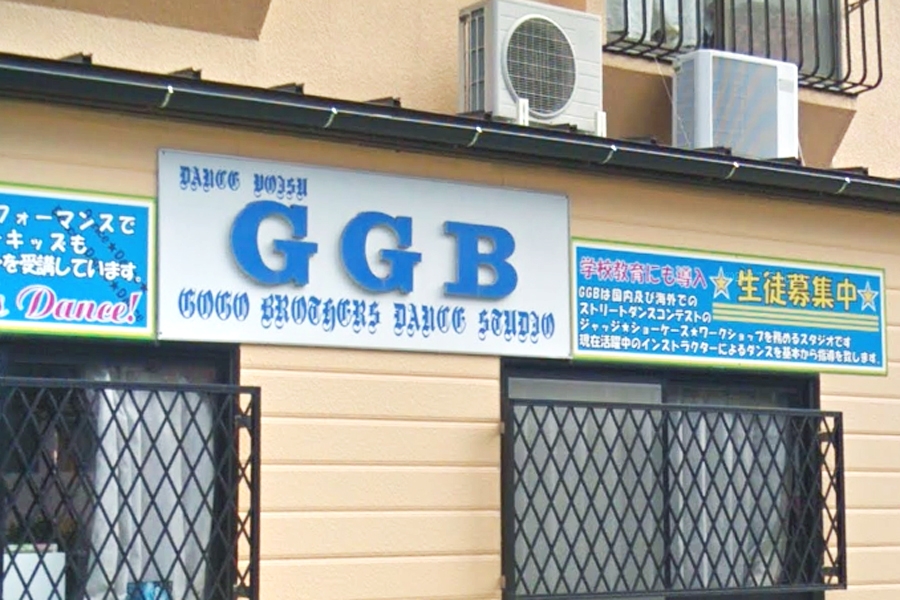 フォーマンスで
キッズも
を受講しています。
Dance!
DANCE
GGB
GOGO BROTHERS DANCE STUDIO
学校教育にも導入 ★生徒募集中★
GGBは国内及び海外での
ストリートダンスコンテストの
ジャッジ★ショーケース★ワークショップを務めるスタジオです
現在活躍中のインストラクターによるダンスを基本から指導を致します。